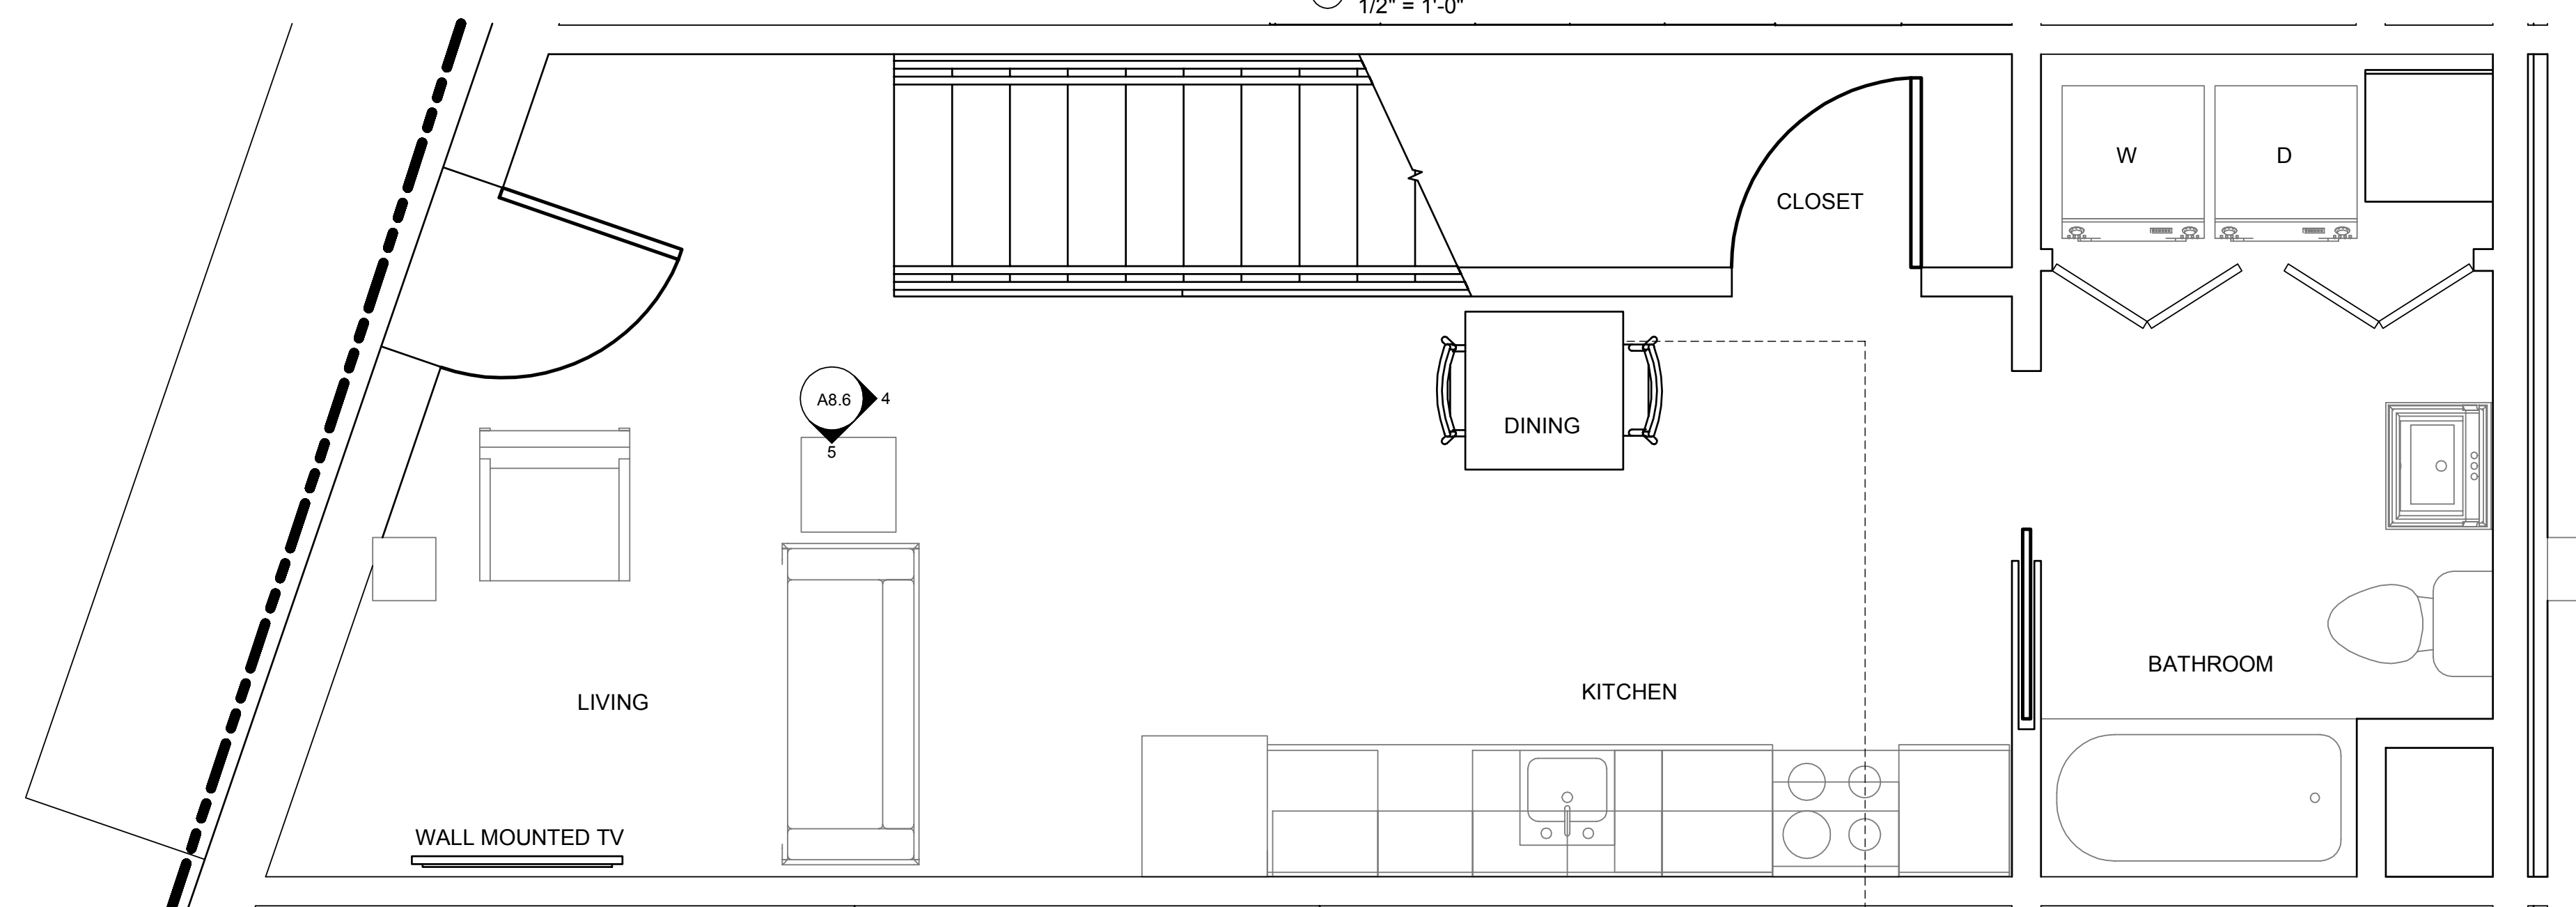 1/2" = 1'-0"
W
D
CLOSET
A8.6
4
5
DINING
BATHROOM
KITCHEN
LIVING
WALL MOUNTED TV